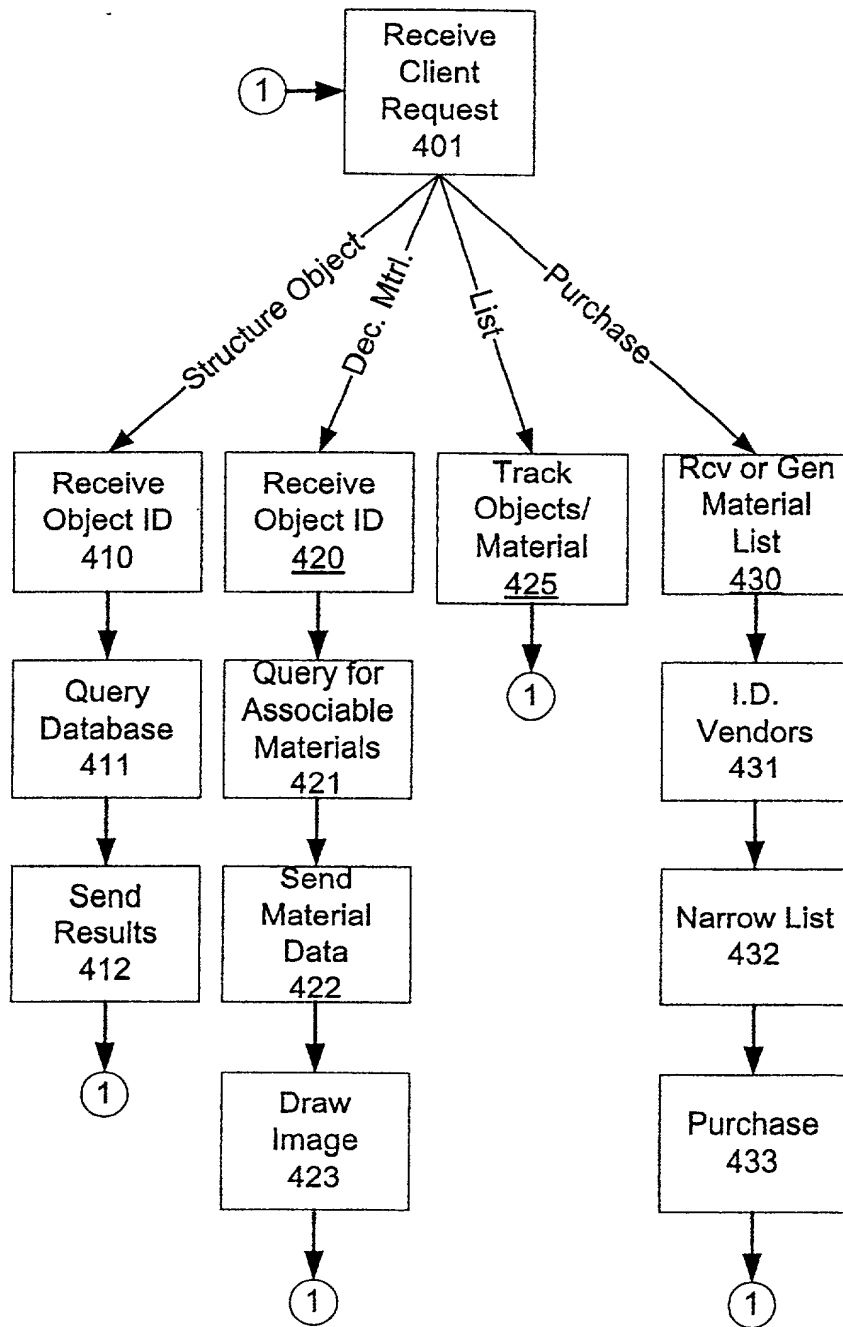 Receive
Client
Request
401
1
Structure Object
Dec. Mtrl.
List
Purchase
Receive
Object ID
410
Query
Database
411
Send
Results
412
1
Receive
Object ID
420
Query for
Associable
Materials
421
Send
Material
Data
422
Draw
Image
423
1
Track
Objects/
Material
425
1
Rcv or Gen
Material
List
430
I.D.
Vendors
431
Narrow List
432
Purchase
433
1